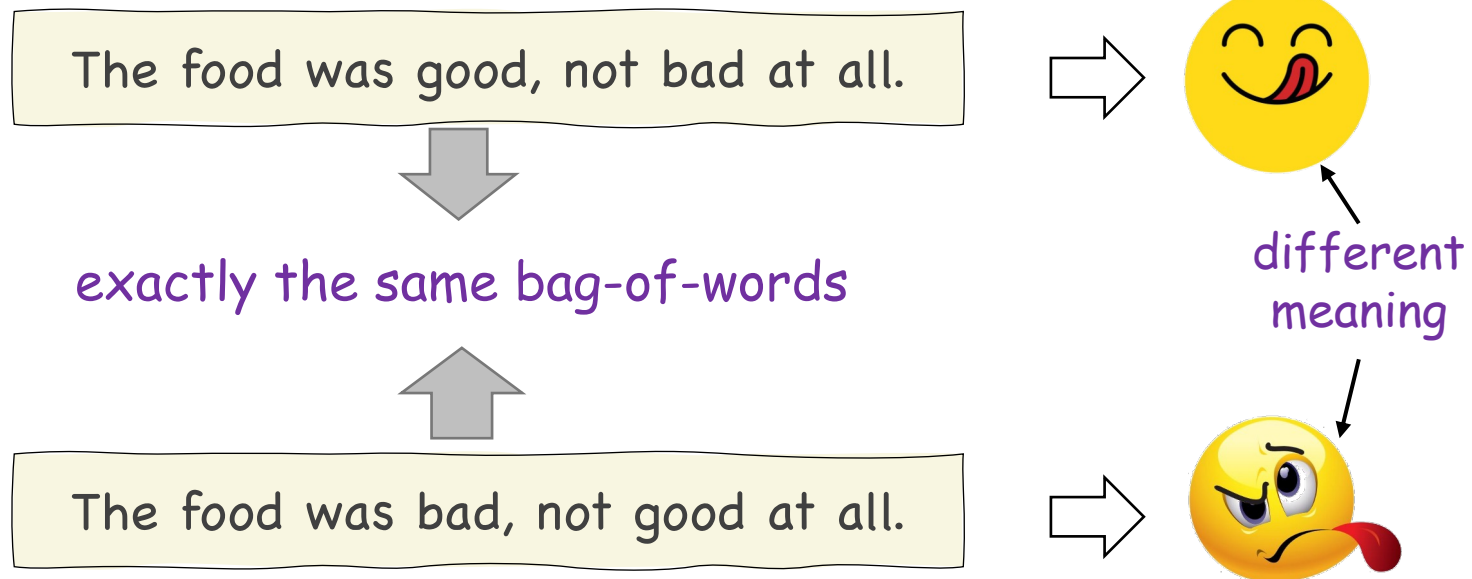 The food was good, not bad at all.
exactly the same bag-of-words
different
meaning
The food was bad, not good at all.